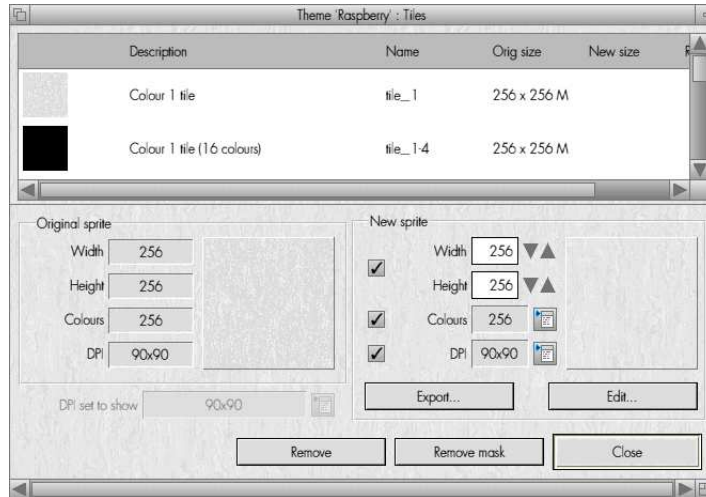 Theme 'Raspberry' : Tiles
Description Name Orig size New size
Colour 1 tile tile_1 256 x 256 M
Colour 1 tile (16 colours) tile_1-4 256 x 256 M
Original sprite
Width 256
Height 256
Colours 256
DPI 90x90
DPI set to show 90x90
New sprite
Width 256
Height 256
Colours 256
DPI 90x90
Export... Edit...
Remove Remove mask Close